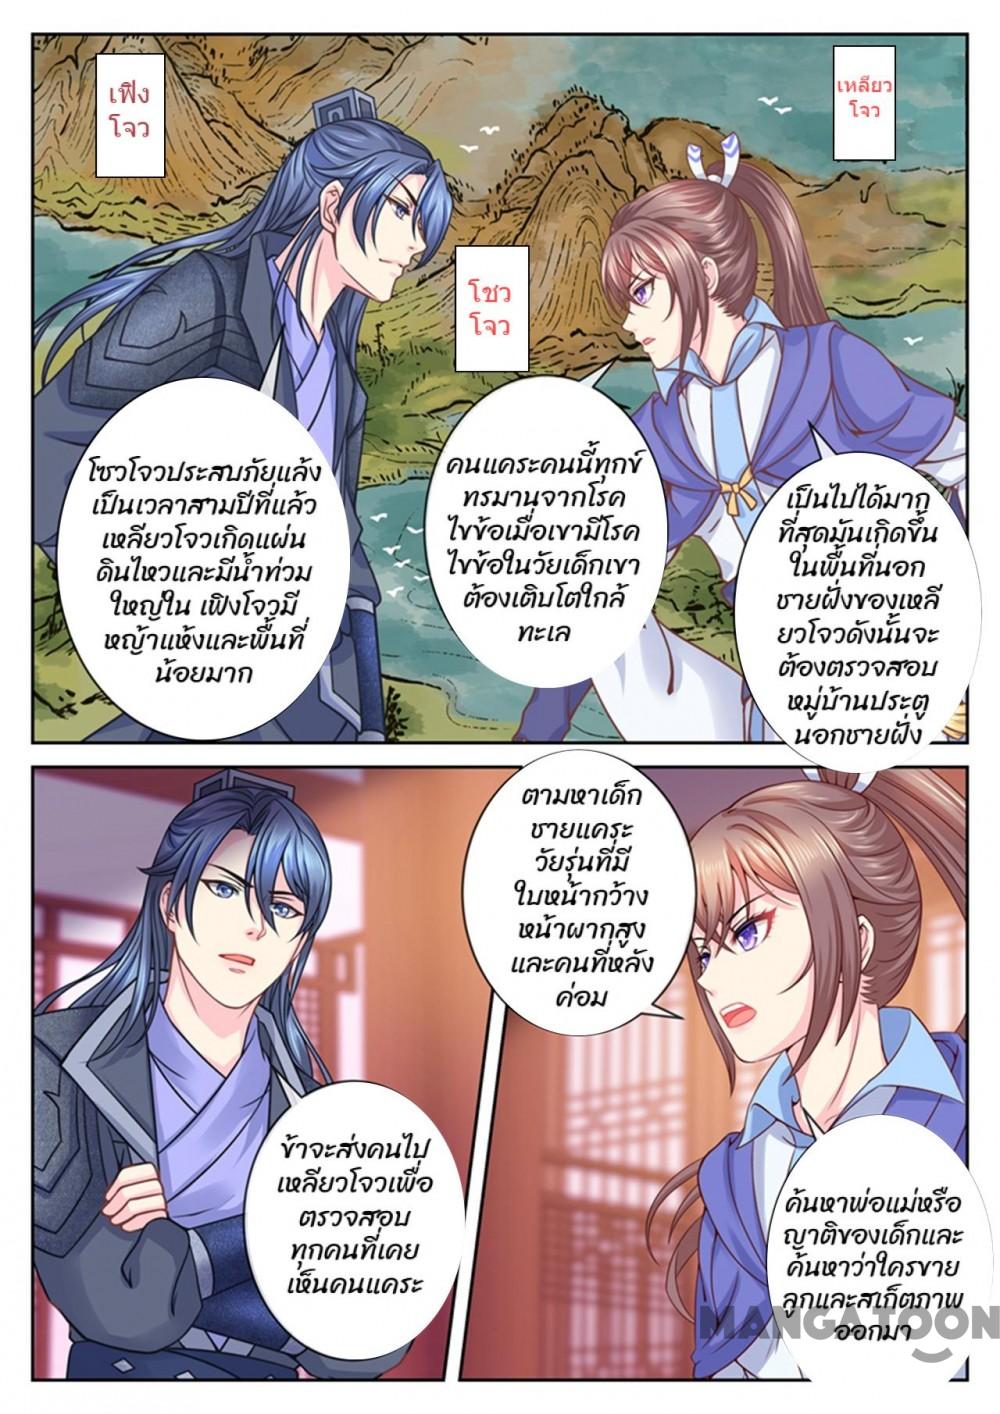 เฟิง
โจว
เหลียว
โจว
โชว
โจว
โซวโจวประสบภัยแล้ง
เป็นเวลาสามปีที่แล้ว
เหลียวโจวเกิดแผ่น
ดินไหวและมีน้ำท่วม
ใหญ่ใน เฟิงโจวมี
หญ้าแห้งและพื้นที่
น้อยมาก
คนแคระคนนี้ทุกข์
ทรมานจากโรค
ไขข้อเมื่อเขามีโรค
ไขข้อในวัยเด็กเขา
ต้องเติบโตใกล้
ทะเล
เป็นไปได้มาก
ที่สุดมันเกิดขึ้น
ในพื้นที่นอก
ชายฝั่งของเหลี
ยวโจวดังนั้นจะ
ต้องตรวจสอบ
หมู่บ้านประตู
นอกชายฝั่ง
ตามหาเด็ก
ชายแคระ
วัยรุ่นที่มี
ใบหน้ากว้าง
หน้าผากสูง
และคนที่หลัง
ค่อม
ข้าจะส่งคนไป
เหลียวโจวเพื่อ
ตรวจสอบ
ทุกคนที่เคย
เห็นคนแคระ
ค้นหาพ่อแม่หรือ
ญาติของเด็กและ
ค้นหาว่าใครขาย
ลูกและสเก็ตภาพ
ออกมา
MANGATOON